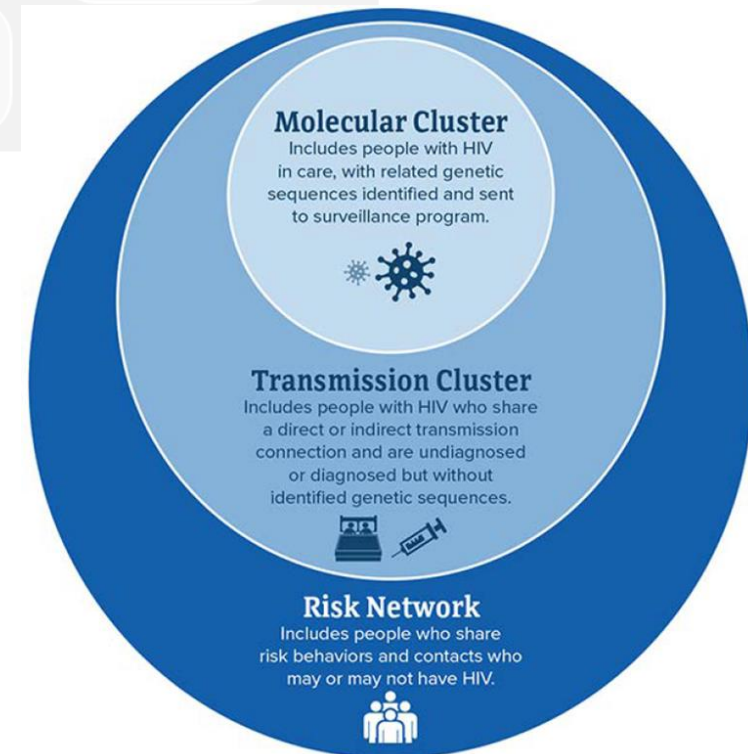 Molecular Cluster
Includes people with HIV
in care, with related genetic
sequences identified and sent
to surveillance program.
Transmission Cluster
Includes people with HIV who share
a direct or indirect transmission
connection and are undiagnosed
or diagnosed but without
identified genetic sequences.
Risk Network
Includes people who share
risk behaviors and contacts who
may or may not have HIV.